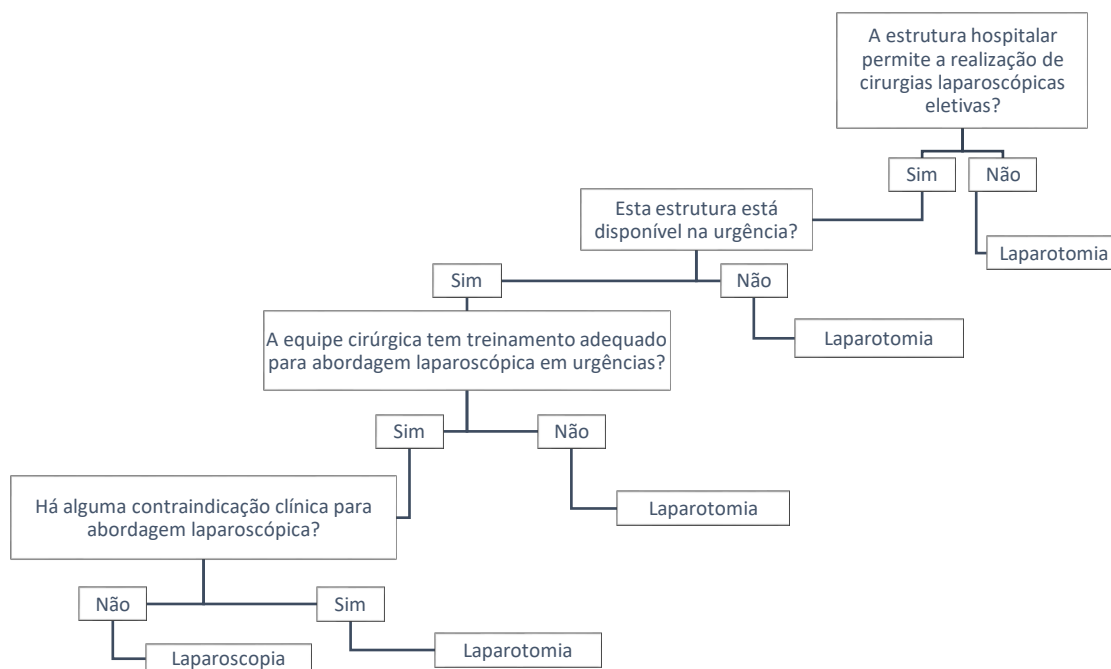 A estrutura hospitalar
permite a realização de
cirurgias laparoscópicas
eletivas?
Sim
Não
Laparotomia
Esta estrutura está
disponível na urgência?
Sim
Não
Laparotomia
A equipe cirúrgica tem treinamento adequado
para abordagem laparoscópica em urgências?
Sim
Não
Laparotomia
Há alguma contraindicação clínica para
abordagem laparoscópica?
Não
Sim
Laparoscopia
Laparotomia